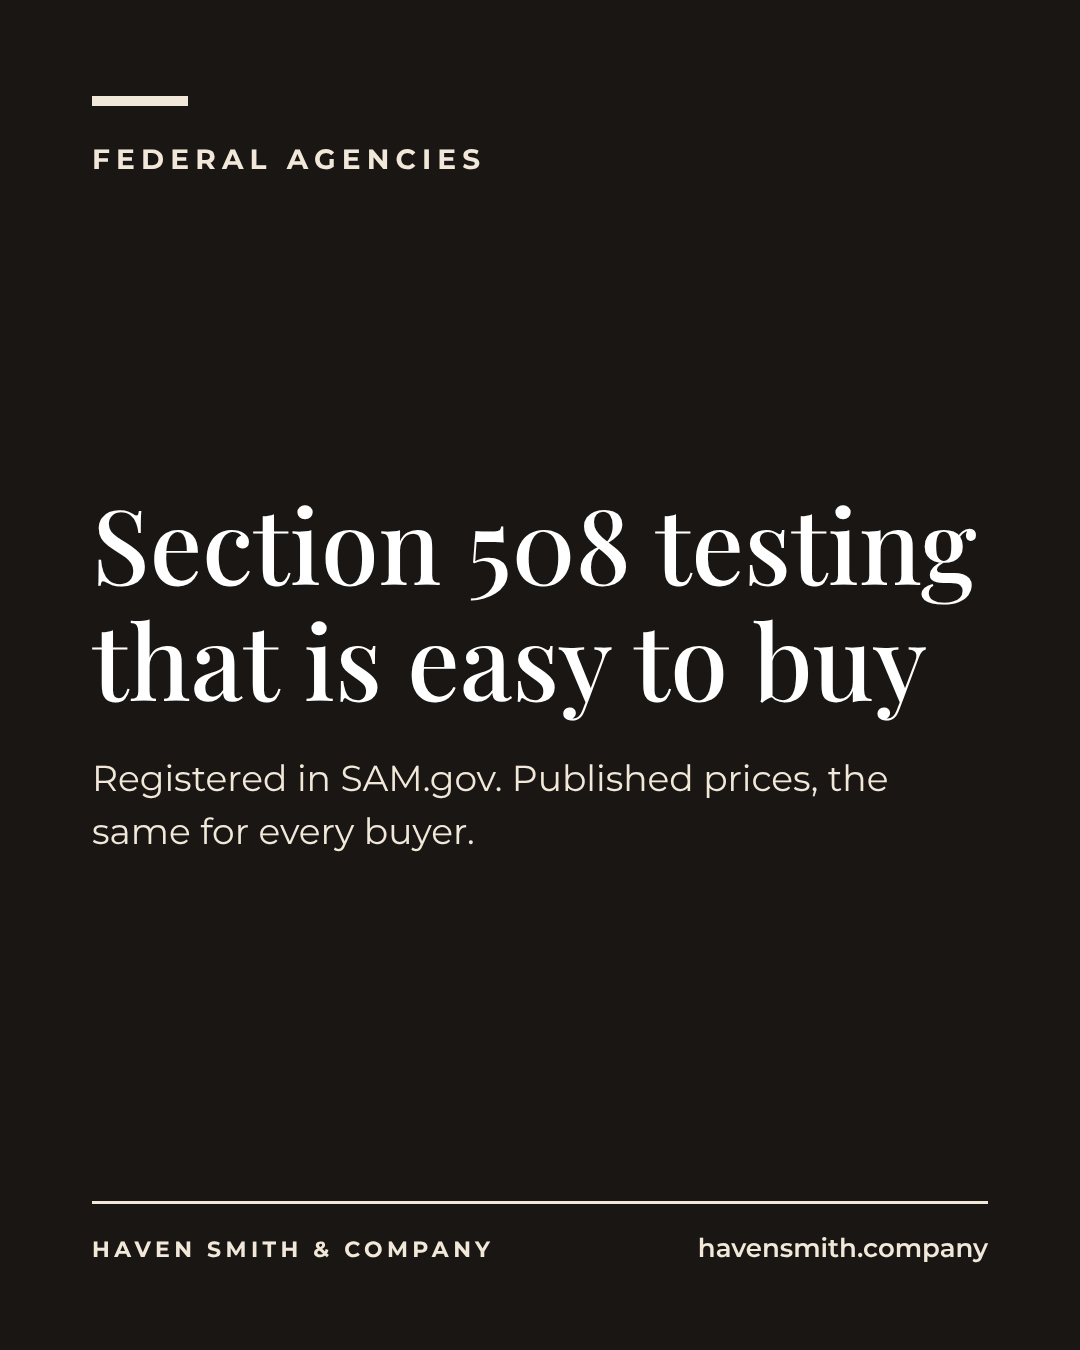 FEDERAL AGENCIES
Section 508 testing
that is easy to buy
Registered in SAM.gov. Published prices, the
same for every buyer.
HAVEN SMITH & COMPANY
havensmith.company